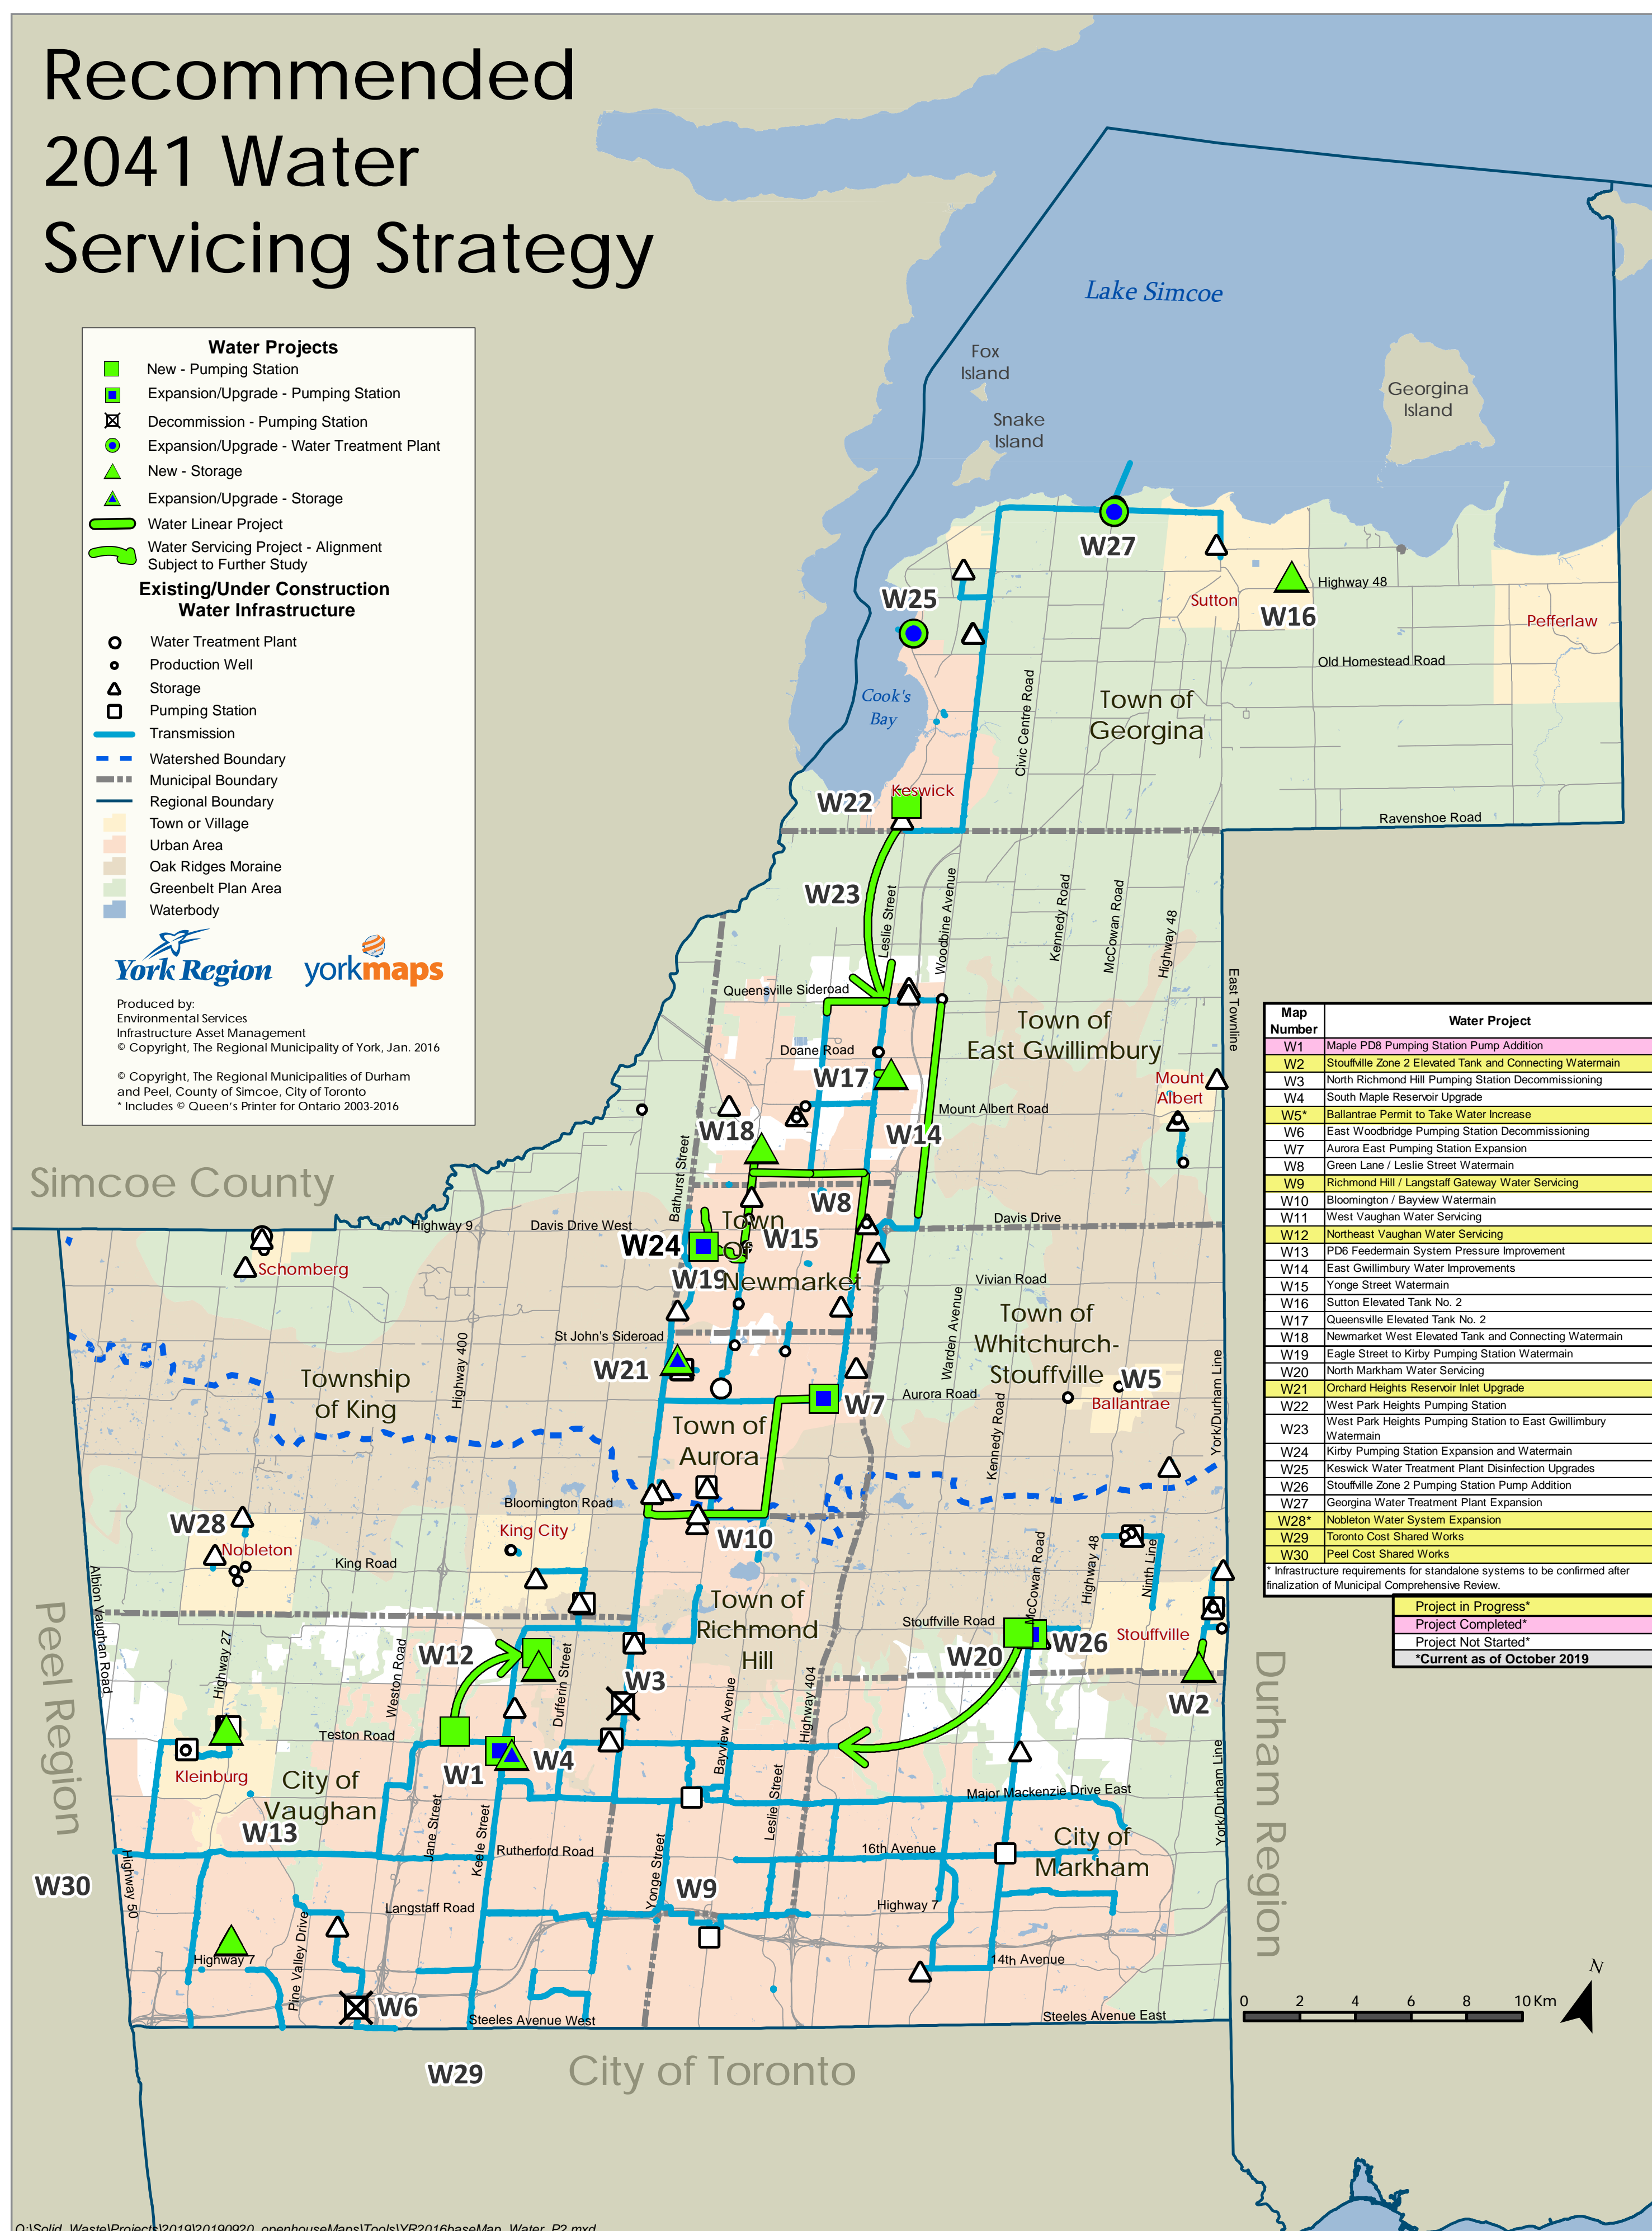 Recommended
2041 Water
Servicing Strategy
Water Projects
New - Pumping Station
Expansion/Upgrade - Pumping Station
Decommission - Pumping Station
Expansion/Upgrade - Water Treatment Plant
New - Storage
Expansion/Upgrade - Storage
Water Linear Project
Water Servicing Project - Alignment
Subject to Further Study
Existing/Under Construction
Water Infrastructure
Water Treatment Plant
Production Well
Storage
Pumping Station
Transmission
Watershed Boundary
Municipal Boundary
Regional Boundary
Town or Village
Urban Area
Oak Ridges Moraine
Greenbelt Plan Area
Waterbody
York Region
yorkmaps
Produced by:
Environmental Services
Infrastructure Asset Management
© Copyright, The Regional Municipality of York, Jan. 2016
© Copyright, The Regional Municipalities of Durham
and Peel, County of Simcoe, City of Toronto
* Includes © Queen's Printer for Ontario 2003-2016
Lake Simcoe
Fox
Island
Snake
Island
Georgina
Island
W27
W25
Sutton
Highway 48
W16
Pefferlaw
Old Homestead Road
Cook's
Bay
Civic Centre Road
Town of
Georgina
Keswick
W22
Ravenshoe Road
W23
Leslie Street
Woodbine Avenue
Kennedy Road
McCowan Road
Highway 48
East Townline
Queensville Sideroad
Town of
East Gwillimbury
Doane Road
W17
Mount
Albert
Mount Albert Road
W18
W14
Bathurst Street
Simcoe County
W8
Highway 9
Davis Drive West
Davis Drive
Town
of
Newmarket
W15
W24
W19
Schomberg
Vivian Road
Town of
Whitchurch-
Stouffville
Warden Avenue
St John's Sideroad
Highway 400
W21
Township
of King
W5
Ballantrae
York/Durham Line
Aurora Road
W7
Kennedy Road
Town of
Aurora
Bloomington Road
W28
Nobleton
King City
W10
King Road
Albion Vaughan Road
Peel Region
McCowan Road
Highway 48
Ninth Line
Town of
Richmond
Hill
Stouffville Road
Stouffville
W20
W26
W12
W3
W2
Highway 27
Weston Road
Dufferin Street
Bayview Avenue
Highway 404
Durham Region
Teston Road
W1
W4
Kleinburg
City of
Vaughan
W13
Major Mackenzie Drive East
York/Durham Line
Jane Street
Keele Street
Leslie Street
Rutherford Road
16th Avenue
City of
Markham
W30
Highway 50
Yonge Street
W9
Langstaff Road
Highway 7
Highway 7
Pine Valley Drive
14th Avenue
W6
Steeles Avenue West
Steeles Avenue East
W29
City of Toronto
N
0 2 4 6 8 10 Km
Map
Number Water Project
W1 Maple PD8 Pumping Station Pump Addition
W2 Stouffville Zone 2 Elevated Tank and Connecting Watermain
W3 North Richmond Hill Pumping Station Decommissioning
W4 South Maple Reservoir Upgrade
W5* Ballantrae Permit to Take Water Increase
W6 East Woodbridge Pumping Station Decommissioning
W7 Aurora East Pumping Station Expansion
W8 Green Lane / Leslie Street Watermain
W9 Richmond Hill / Langstaff Gateway Water Servicing
W10 Bloomington / Bayview Watermain
W11 West Vaughan Water Servicing
W12 Northeast Vaughan Water Servicing
W13 PD6 Feedermain System Pressure Improvement
W14 East Gwillimbury Water Improvements
W15 Yonge Street Watermain
W16 Sutton Elevated Tank No. 2
W17 Queensville Elevated Tank No. 2
W18 Newmarket West Elevated Tank and Connecting Watermain
W19 Eagle Street to Kirby Pumping Station Watermain
W20 North Markham Water Servicing
W21 Orchard Heights Reservoir Inlet Upgrade
W22 West Park Heights Pumping Station
W23 West Park Heights Pumping Station to East Gwillimbury
Watermain
W24 Kirby Pumping Station Expansion and Watermain
W25 Keswick Water Treatment Plant Disinfection Upgrades
W26 Stouffville Zone 2 Pumping Station Pump Addition
W27 Georgina Water Treatment Plant Expansion
W28* Nobleton Water System Expansion
W29 Toronto Cost Shared Works
W30 Peel Cost Shared Works
* Infrastructure requirements for standalone systems to be confirmed after
finalization of Municipal Comprehensive Review.
Project in Progress*
Project Completed*
Project Not Started*
*Current as of October 2019
O:\Solid_Waste\Projects\2019\20190920_openhouseMaps\Tools\YR2016baseMap_Water_P2.mxd